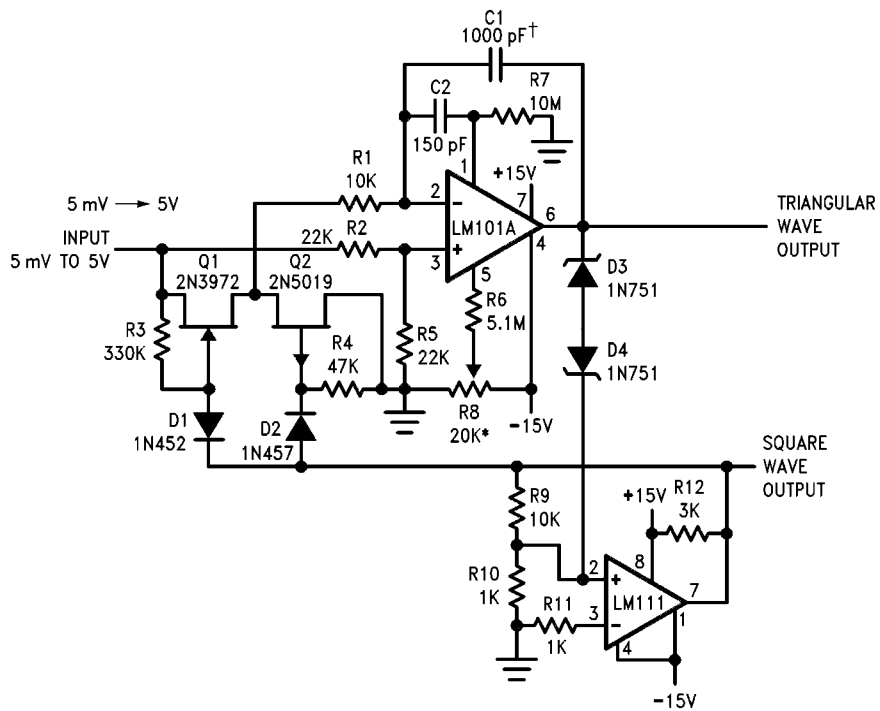 C1
1000 pF†
C2
150 pF
R7
10M
R1
10K
+15V
1
7
2
6
LM101A
3
4
5
5 mV → 5V
INPUT
5 mV TO 5V
R2
22K
TRIANGULAR
WAVE
OUTPUT
Q1
2N3972
Q2
2N5019
R3
330K
R4
47K
R5
22K
R6
5.1M
R8
20K*
-15V
D3
1N751
D4
1N751
D1
1N452
D2
1N457
SQUARE
WAVE
OUTPUT
R9
10K
+15V
R12
3K
R10
1K
R11
1K
2
8
7
LM111
3
1
4
-15V